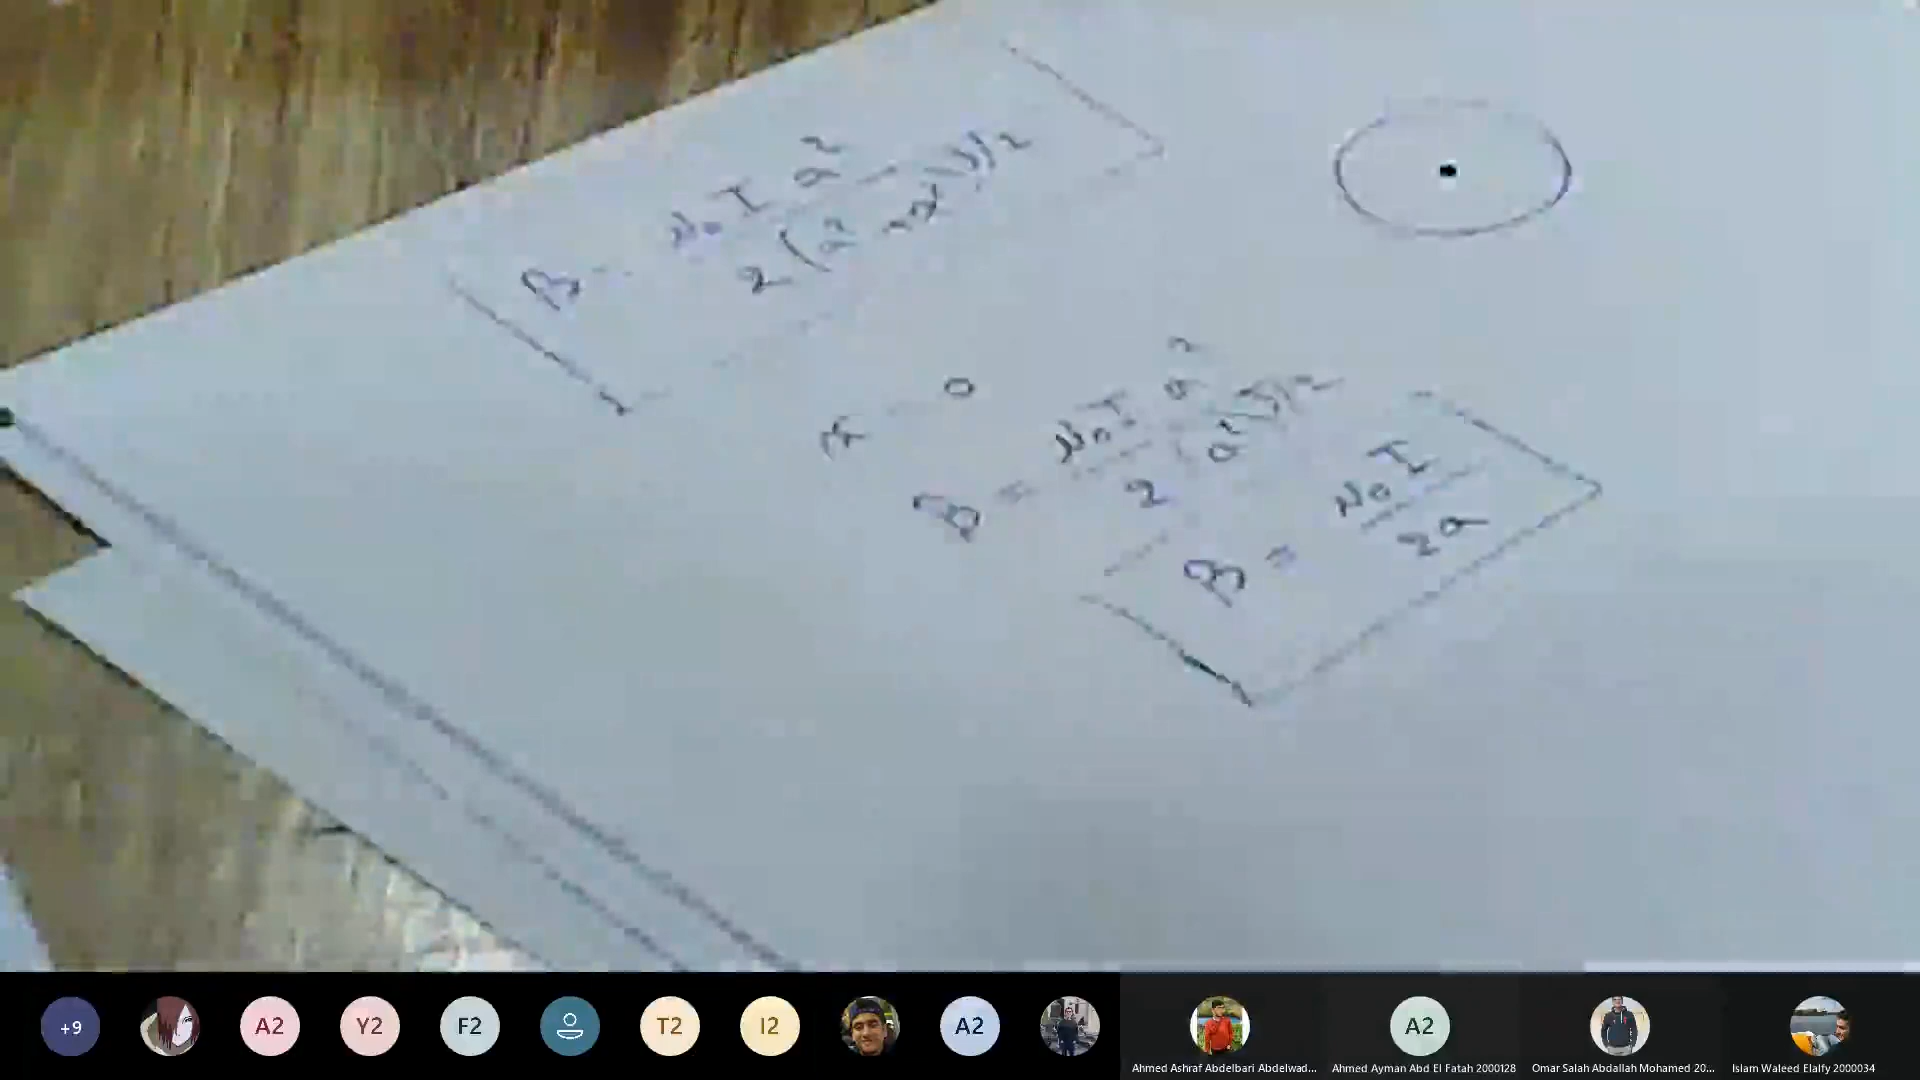 B = μ₀ I a² / 2 (a² + x²)^3/2
x = 0
B = μ₀ I a² / 2 (a²)^3/2
B = μ₀ I / 2a
+9
A2
Y2
F2
T2
I2
A2
A2
Ahmed Ashraf Abdelbari Abdelwad...
Ahmed Ayman Abd El Fatah 2000128
Omar Salah Abdallah Mohamed 20...
Islam Waleed Elalfy 2000034